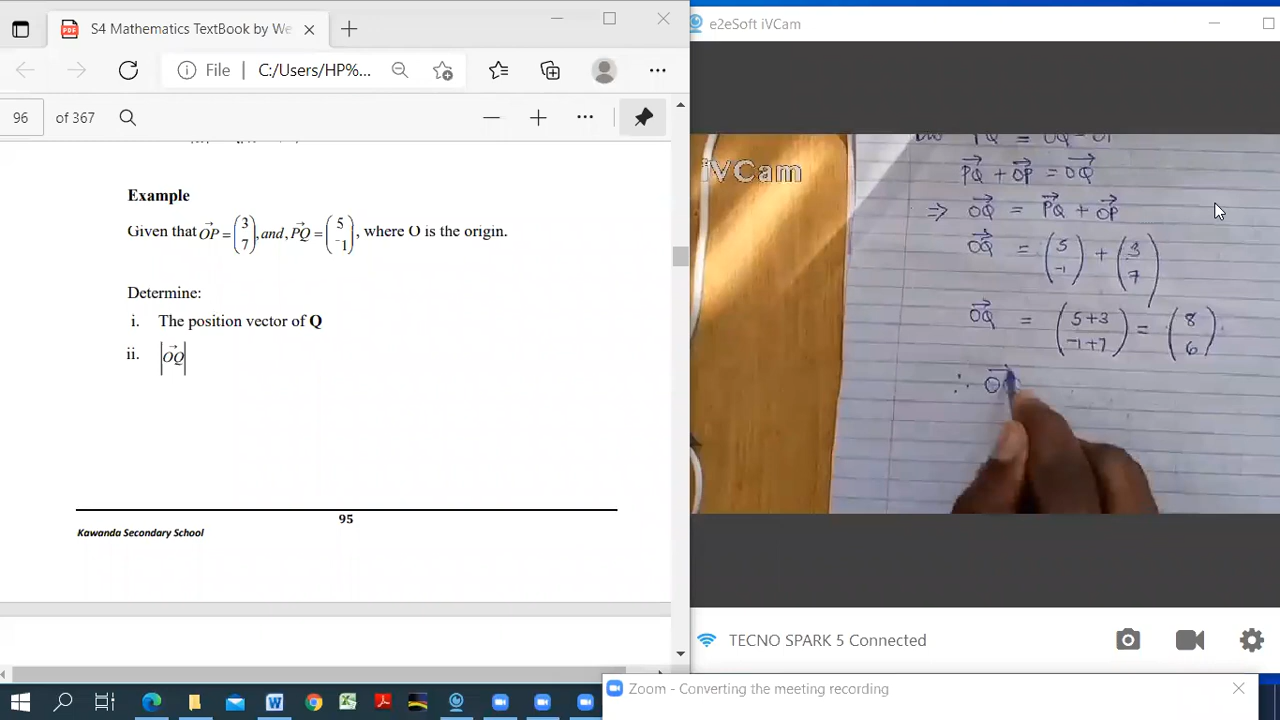 S4 Mathematics TextBook by We
File
C:/Users/HP%...
96 of 367
Example
Given that OP⃗ = (3 7), and, PQ⃗ = (5 -1), where O is the origin.
Determine:
i. The position vector of Q
ii. |OQ⃗|
95
Kawanda Secondary School
e2eSoft iVCam
iVCam
PQ⃗ + OP⃗ = OQ⃗
⇒ OQ⃗ = PQ⃗ + OP⃗
OQ⃗ = (5 -1) + (3 7)
OQ⃗ = (5+3 -1+7) = (8 6)
∴ OQ
TECNO SPARK 5 Connected
Zoom - Converting the meeting recording